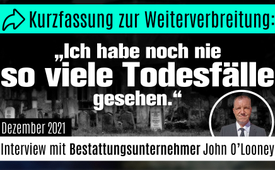 Kurzfassung zur Weiterverbreitung:
„Ich habe noch nie
so viele Todesfälle
gesehen.“
Dezember 2021
Interview mit Bestattungsunternehmer John O'Looney